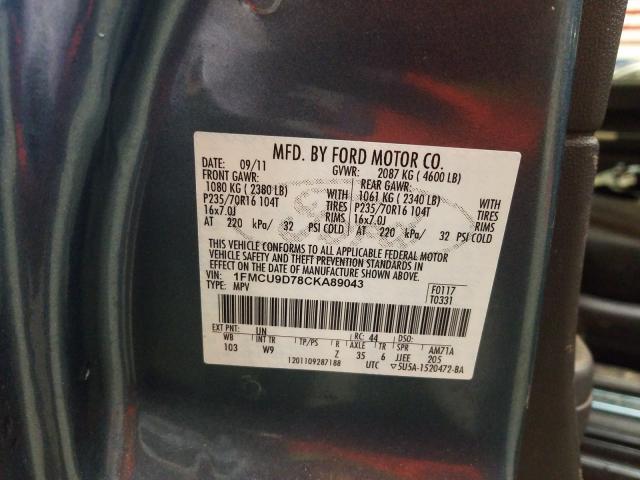 MFD. BY FORD MOTOR CO.
DATE: 09/11 GVWR: 2087 KG ( 4600 LB)
FRONT GAWR: REAR GAWR:
1080 KG ( 2380 LB) WITH 1061 KG ( 2340 LB) WITH
P235/70R16 104T TIRES P235/70R16 104T TIRES
16x7.0J RIMS 16x7.0J RIMS
AT 220 kPa/ 32 PSI COLD AT 220 kPa/ 32 PSI COLD
THIS VEHICLE CONFORMS TO ALL APPLICABLE FEDERAL MOTOR
VEHICLE SAFETY AND THEFT PREVENTION STANDARDS IN
EFFECT ON THE DATE OF MANUFACTURE SHOWN ABOVE.
VIN: 1FMCU9D78CKA89043 F0117
TYPE: MPV T0331
EXT PNT: UN RC: 44 DSO:
WB INT TR TP/PS R AXLE TR SPR AM71A
103 W9 Z 35 6 JJEE 205
1201109287188 UTC ▽5U5A-1520472-BA